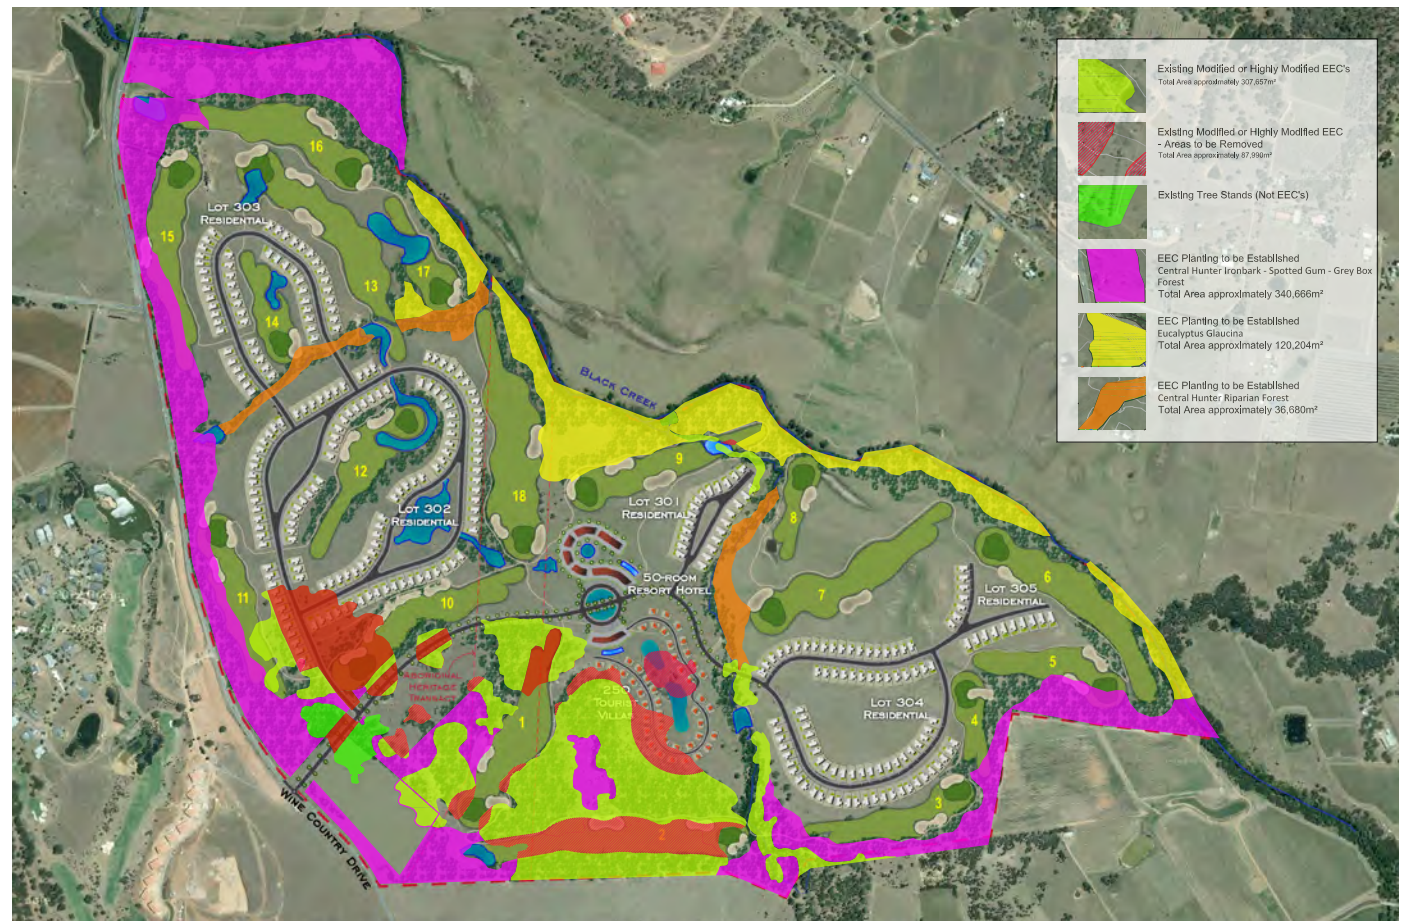 Existing Modified or Highly Modified EEC's
Total Area approximately 307,657m²
Existing Modified or Highly Modified EEC
- Areas to be Removed
Total Area approximately 87,990m²
Existing Tree Stands (Not EEC's)
EEC Planting to be Established
Central Hunter Ironbark - Spotted Gum - Grey Box
Forest
Total Area approximately 340,666m²
EEC Planting to be Established
Eucalyptus Glaucina
Total Area approximately 120,204m²
EEC Planting to be Established
Central Hunter Riparian Forest
Total Area approximately 36,680m²
16
15
LOT 303
RESIDENTIAL
17
13
14
BLACK CREEK
12
9
18
LOT 302
RESIDENTIAL
LOT 301
RESIDENTIAL
8
50-ROOM
RESORT HOTEL
7
6
LOT 305
RESIDENTIAL
11
10
5
ABORIGINAL
HERITAGE
TRANSACT
250
TOURIST
VILLAS
1
LOT 304
RESIDENTIAL
4
3
2
WINE COUNTRY DRIVE